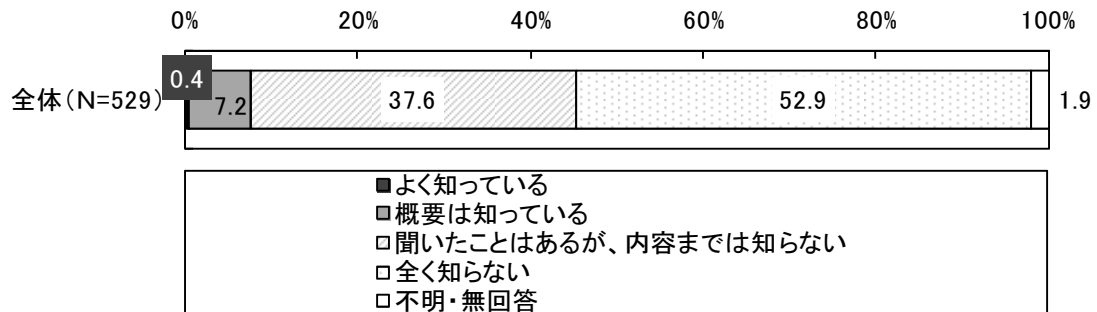 0% 20% 40% 60% 80% 100%
全体(N=529) 0.4 7.2 37.6 52.9 1.9
■よく知っている
■概要は知っている
□聞いたことはあるが、内容までは知らない
□全く知らない
□不明・無回答